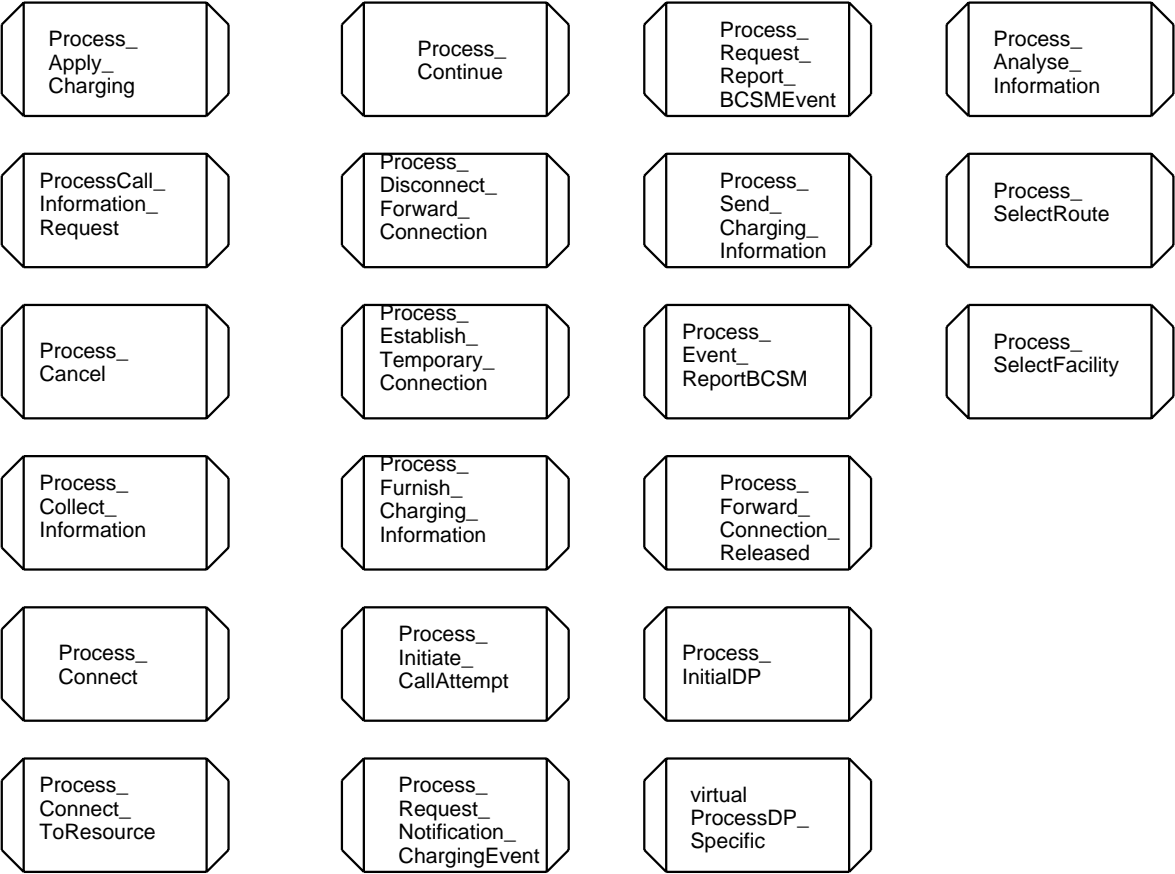 Process_
Apply_
Charging
Process_
Continue
Process_
Request_
Report_
BCSMEvent
Process_
Analyse_
Information
ProcessCall_
Information_
Request
Process_
Disconnect_
Forward_
Connection
Process_
Send_
Charging_
Information
Process_
SelectRoute
Process_
Cancel
Process_
Establish_
Temporary_
Connection
Process_
Event_
ReportBCSM
Process_
SelectFacility
Process_
Collect_
Information
Process_
Furnish_
Charging_
Information
Process_
Forward_
Connection_
Released
Process_
Connect
Process_
Initiate_
CallAttempt
Process_
InitialDP
Process_
Connect_
ToResource
Process_
Request_
Notification_
ChargingEvent
virtual
ProcessDP_
Specific